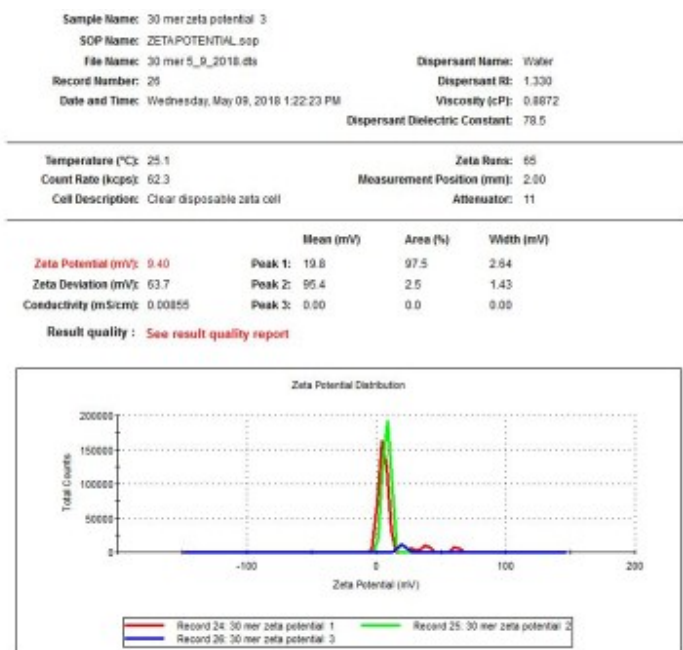 Sample Name: 30 mer zeta potential 3
SOP Name: ZETAPOTENTIAL.sop
File Name: 30 mer 5_9_2018.dts Dispersant Name: Water
Record Number: 26 Dispersant RI: 1.330
Date and Time: Wednesday, May 09, 2018 1:22:23 PM Viscosity (cP): 0.8872
Dispersant Dielectric Constant: 78.5
Temperature (°C): 25.1 Zeta Runs: 65
Count Rate (kcps): 62.3 Measurement Position (mm): 2.00
Cell Description: Clear disposable zeta cell Attenuator: 11
Mean (mV) Area (%) Width (mV)
Zeta Potential (mV): 9.40 Peak 1: 19.8 97.5 2.64
Zeta Deviation (mV): 63.7 Peak 2: 95.4 2.5 1.43
Conductivity (mS/cm): 0.00855 Peak 3: 0.00 0.0 0.00
Result quality : See result quality report
Zeta Potential Distribution
200000
150000
100000
50000
0
Total Counts
-100 0 100 200
Zeta Potential (mV)
Record 24: 30 mer zeta potential 1 Record 25: 30 mer zeta potential 2
Record 26: 30 mer zeta potential 3